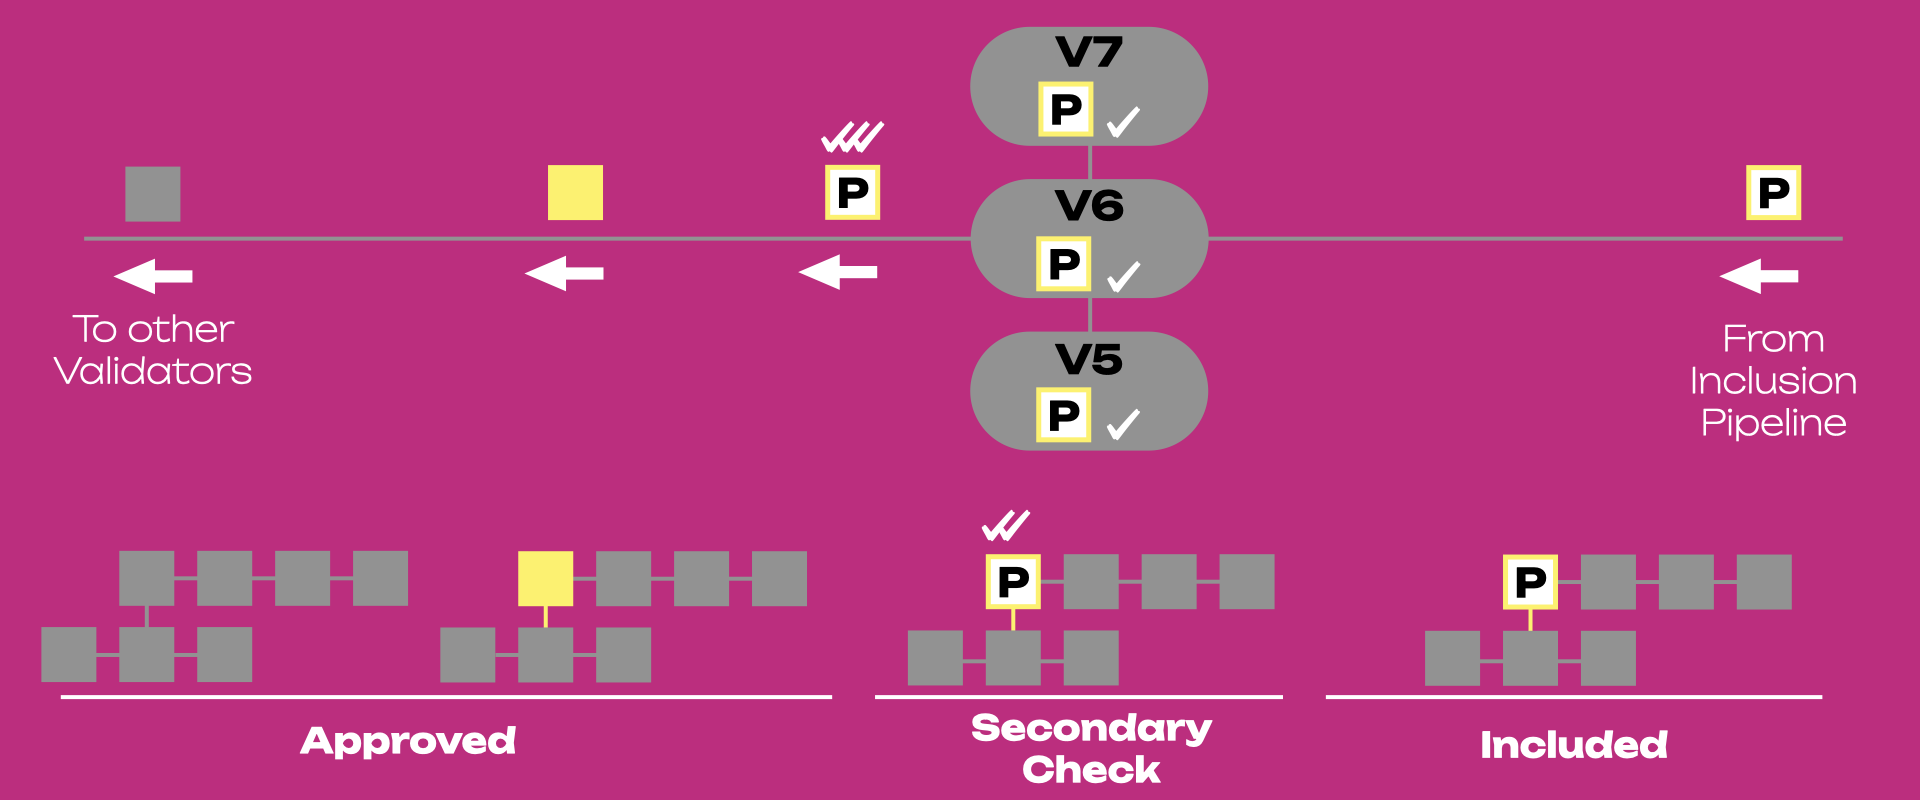 V7
P
P
V6
P
P
V5
P
To other
Validators
From
Inclusion
Pipeline
P
P
Approved
Secondary
Check
Included